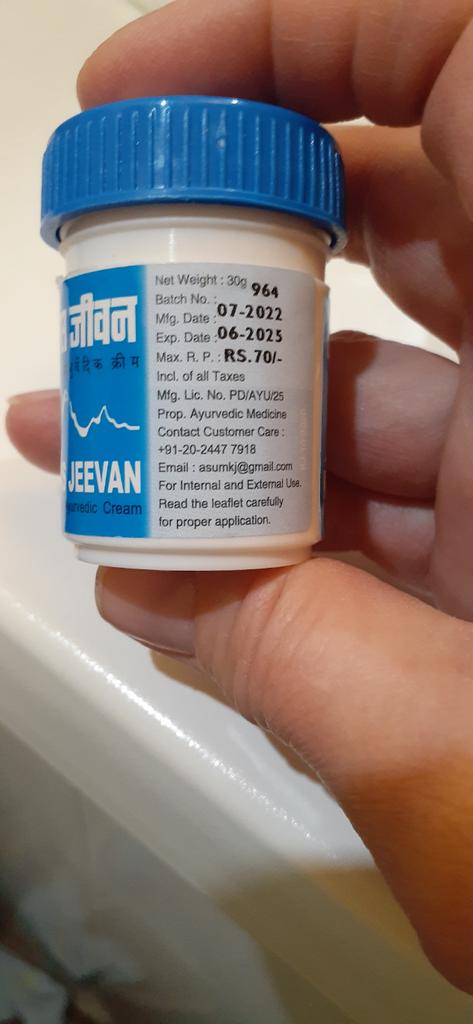 जीवन
र्वेदिक क्रीम
JEEVAN
Cream
Net Weight : 30g
Batch No. : 964
Mfg. Date : 07-2022
Exp. Date : 06-2025
Max. R. P. : RS.70/-
Incl. of all Taxes
Mfg. Lic. No. PD/AYU/25
Prop. Ayurvedic Medicine
Contact Customer Care :
+91-20-2447 7918
Email : asumkj@gmail.com
For Internal and External Use.
Read the leaflet carefully
for proper application.